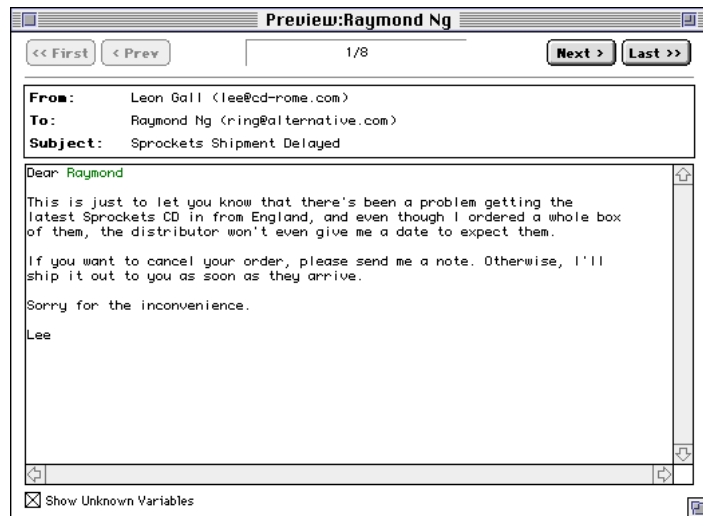 Preview:Raymond Ng
<< First < Prev 1/8 Next > Last >>
From: Leon Gall (lee@cd-rome.com)
To: Raymond Ng (ring@alternative.com)
Subject: Sprockets Shipment Delayed
Dear Raymond
This is just to let you know that there's been a problem getting the
latest Sprockets CD in from England, and even though I ordered a whole box
of them, the distributor won't even give me a date to expect them.
If you want to cancel your order, please send me a note. Otherwise, I'll
ship it out to you as soon as they arrive.
Sorry for the inconvenience.
Lee
Show Unknown Variables